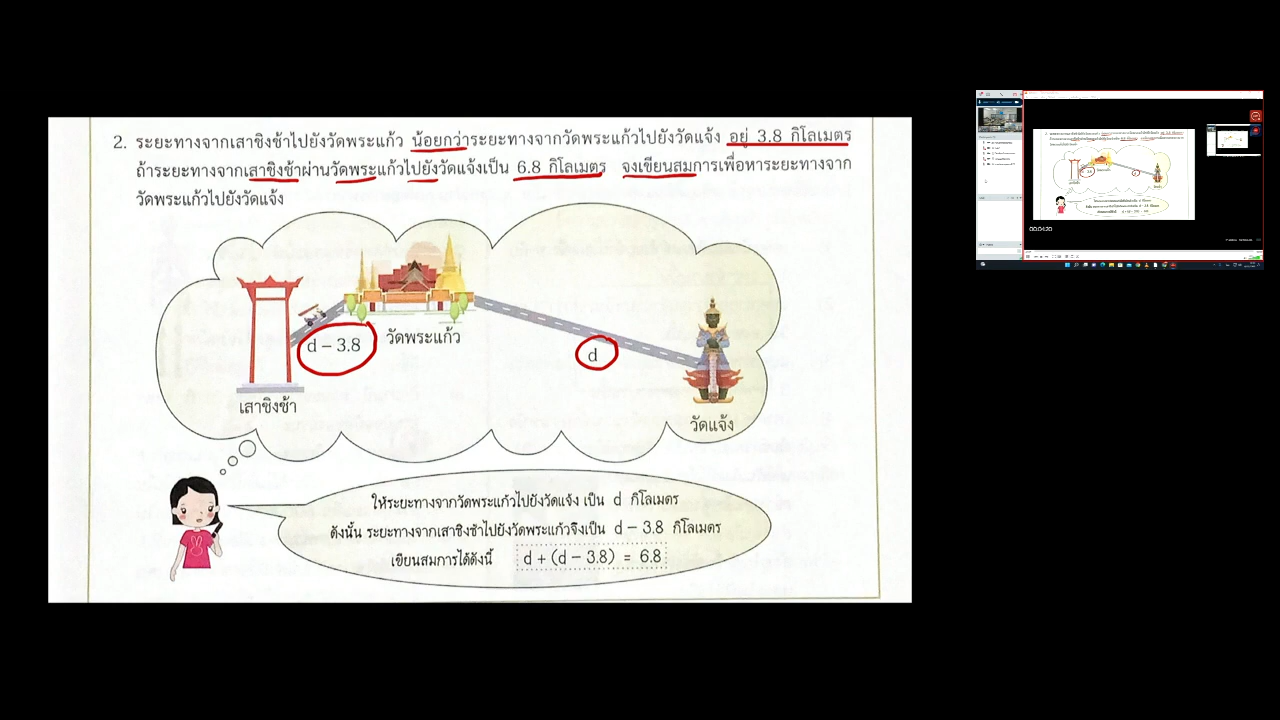 2. ระยะทางจากเสาชิงช้าไปยังวัดพระแก้ว น้อยกว่าระยะทางจากวัดพระแก้วไปยังวัดแจ้ง อยู่ 3.8 กิโลเมตร
ถ้าระยะทางจากเสาชิงช้าผ่านวัดพระแก้วไปยังวัดแจ้งเป็น 6.8 กิโลเมตร จงเขียนสมการเพื่อหาระยะทางจาก
วัดพระแก้วไปยังวัดแจ้ง
d – 3.8
วัดพระแก้ว
d
เสาชิงช้า
วัดแจ้ง
ให้ระยะทางจากวัดพระแก้วไปยังวัดแจ้ง เป็น d กิโลเมตร
ดังนั้น ระยะทางจากเสาชิงช้าไปยังวัดพระแก้วจึงเป็น d – 3.8 กิโลเมตร
เขียนสมการได้ดังนี้ d + (d – 3.8) = 6.8
00:04:20